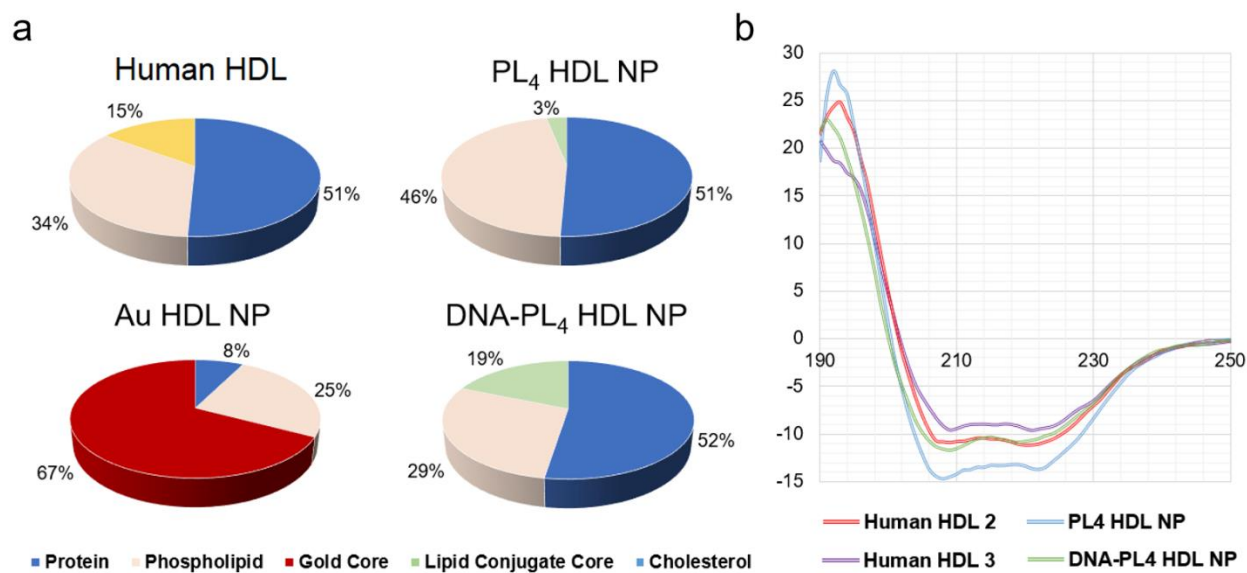 a
Human HDL
15%
34%
51%
PL₄ HDL NP
3%
46%
51%
Au HDL NP
8%
25%
67%
DNA-PL₄ HDL NP
19%
29%
52%
Protein Phospholipid Gold Core Lipid Conjugate Core Cholesterol
b
30
25
20
15
10
5
0
-5
-10
-15
190 210 230 250
Human HDL 2 PL4 HDL NP
Human HDL 3 DNA-PL4 HDL NP